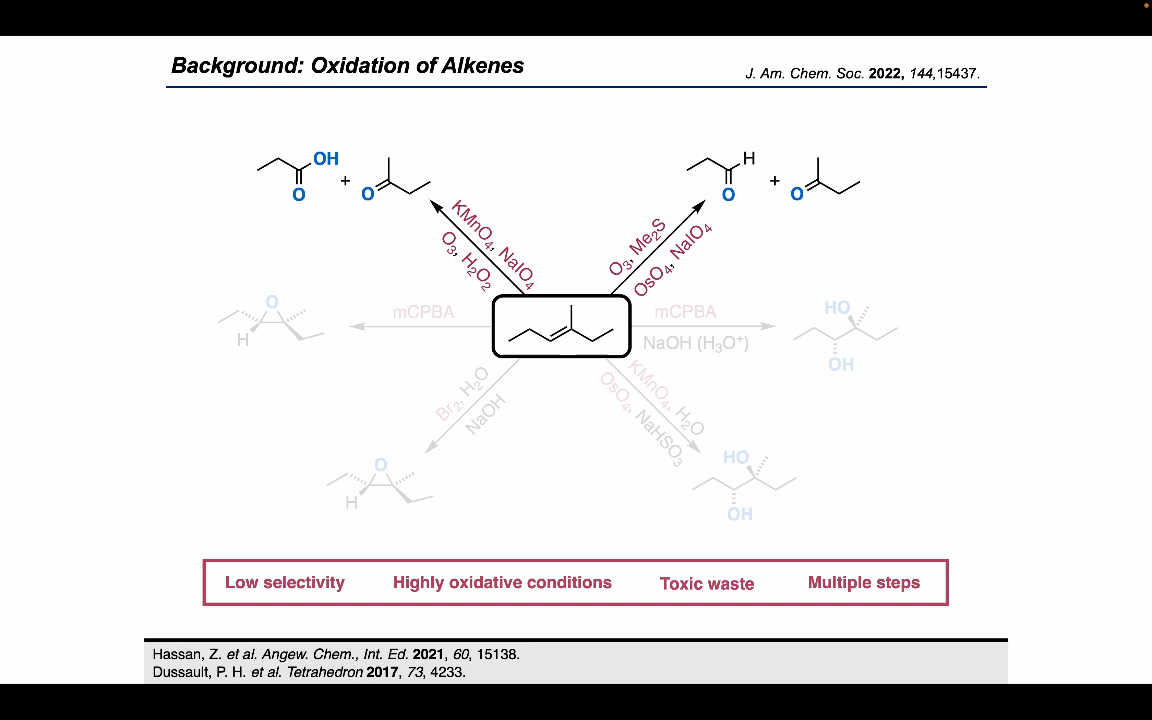 Background: Oxidation of Alkenes
J. Am. Chem. Soc. 2022, 144,15437.
OH
O
+
O
H
O
+
O
KMnO4, NaIO4
O3, H2O2
O3, Me2S
OsO4, NaIO4
O
H
mCPBA
mCPBA
NaOH (H3O+)
HO
OH
Br2, H2O
NaOH
KMnO4, H2O
OsO4, NaHSO3
O
H
HO
OH
Low selectivity Highly oxidative conditions Toxic waste Multiple steps
Hassan, Z. et al. Angew. Chem., Int. Ed. 2021, 60, 15138.
Dussault, P. H. et al. Tetrahedron 2017, 73, 4233.